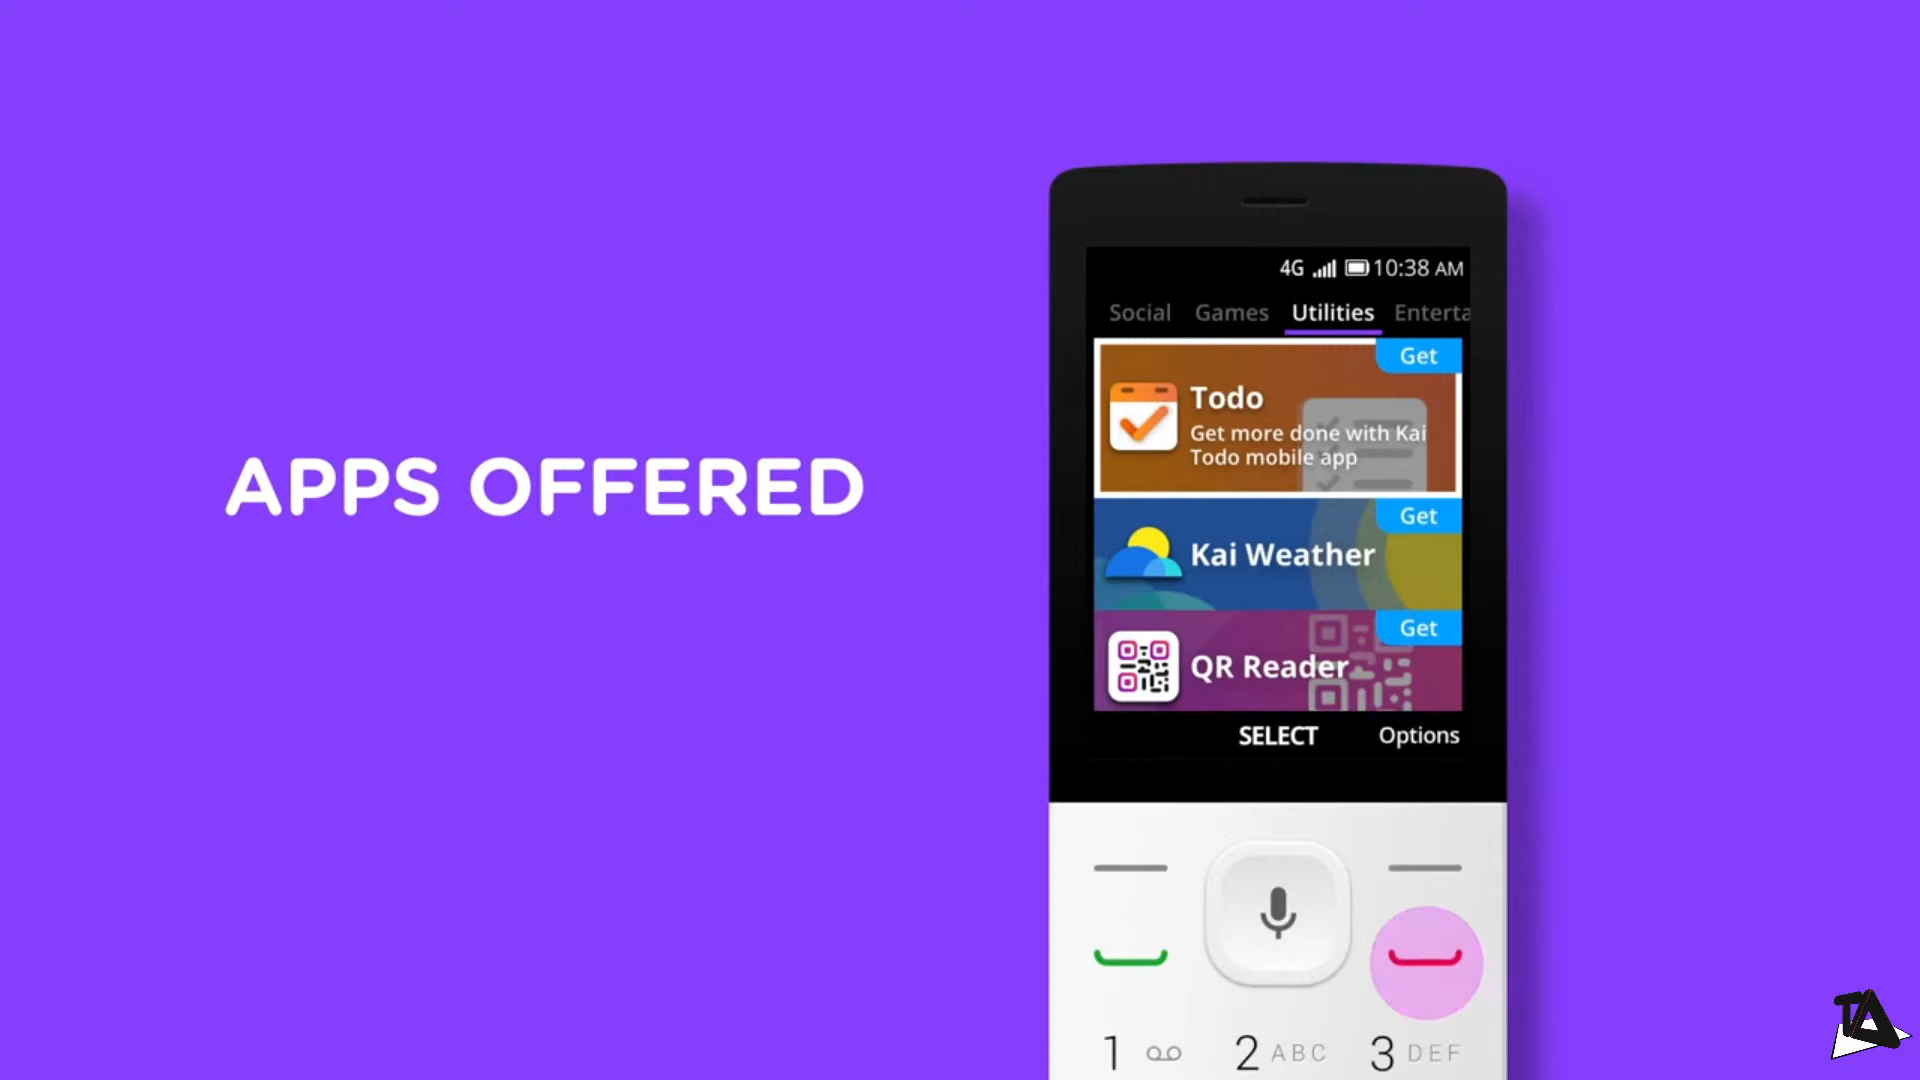 APPS OFFERED
4G 10:38 AM
Social Games Utilities Enterta
Get
Todo
Get more done with Kai
Todo mobile app
Get
Kai Weather
Get
QR Reader
SELECT Options
1 2 ABC 3 DEF
TA